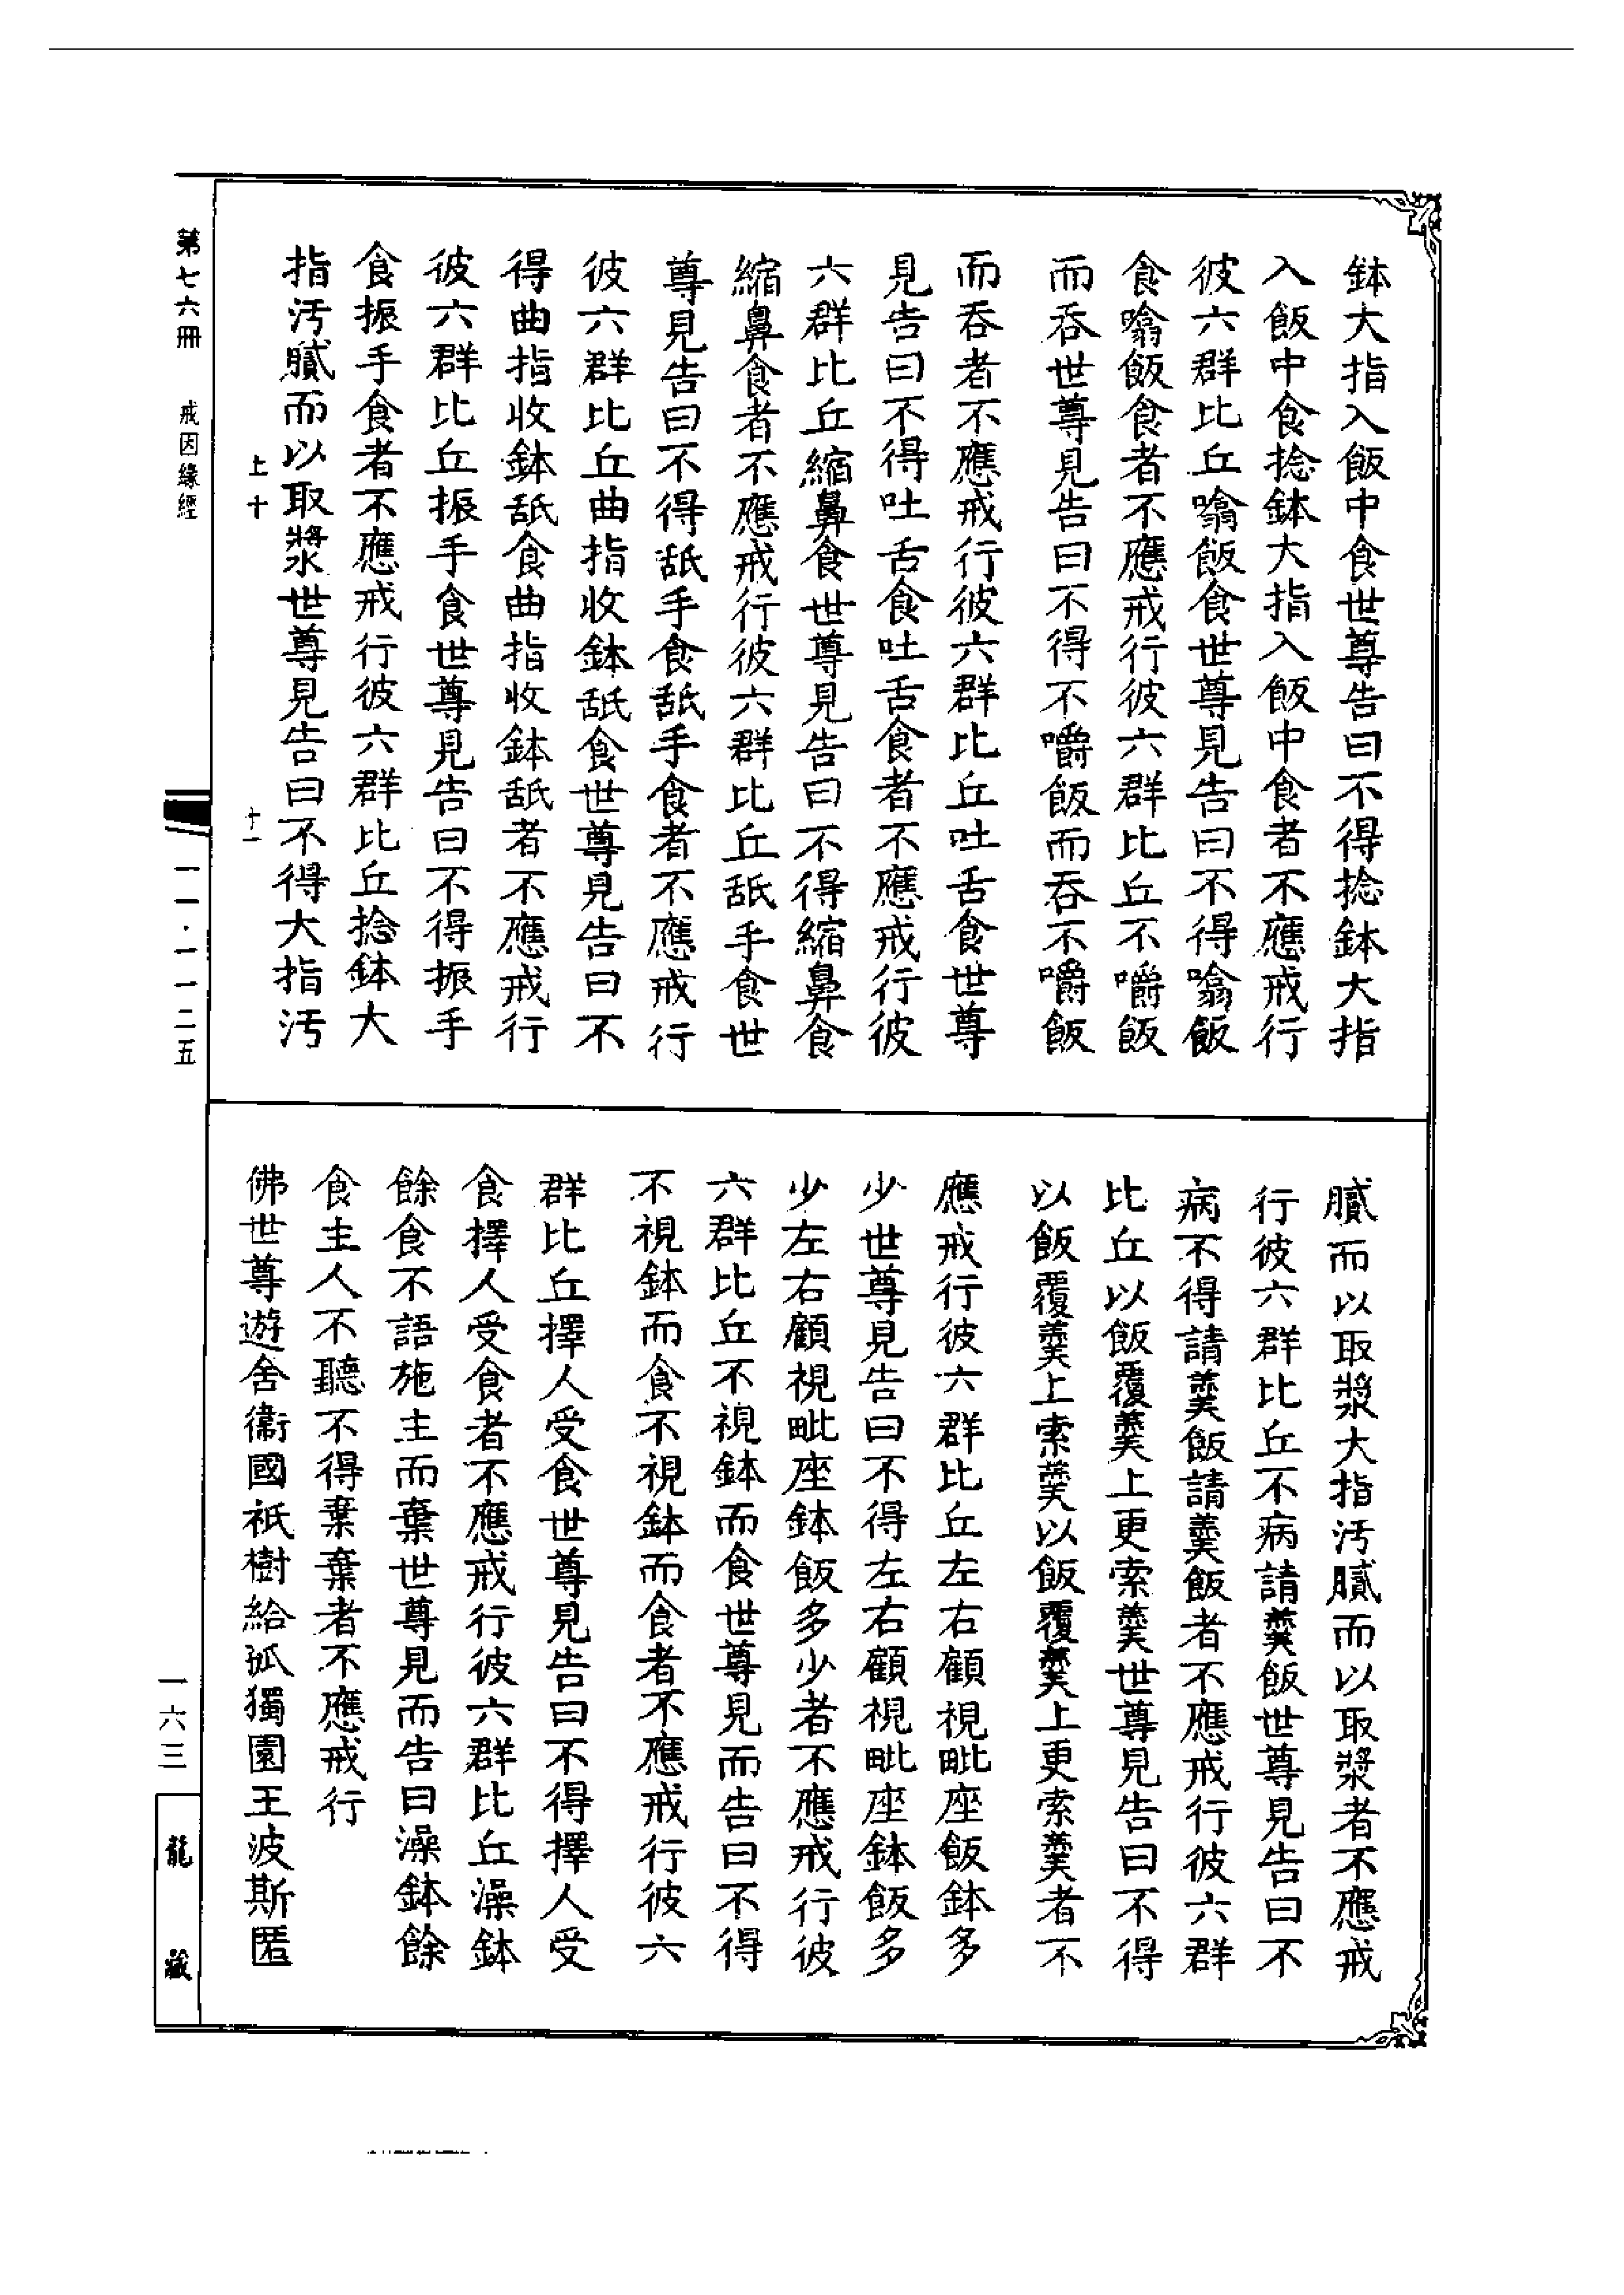 鉢大指入飯中食世尊告曰不得捻鉢大指
入飯中食捻鉢大指入飯中食者不應戒行
彼六群比丘噏飯食世尊見告曰不得噏飯
食噏飯食者不應戒行彼六群比丘不嚼飯
而吞世尊見告曰不得不嚼飯而吞不嚼飯
而吞者不應戒行彼六群比丘吐舌食世尊
見告曰不得吐舌食吐舌食者不應戒行彼
六群比丘縮鼻食世尊見告曰不得縮鼻食
縮鼻食者不應戒行彼六群比丘舐手食世
尊見告曰不得舐手食舐手食者不應戒行
彼六群比丘曲指收鉢舐食世尊見告曰不
得曲指收鉢舐食曲指收鉢舐者不應戒行
彼六群比丘振手食世尊見告曰不得振手
食振手食者不應戒行彼六群比丘捻鉢大
指汚膩而以取漿世尊見告曰不得大指汚
上十
十一
膩而以取漿大指汚膩而以取漿者不應戒
行彼六群比丘不病請羹飯世尊見告曰不
病不得請羹飯請羹飯者不應戒行彼六群
比丘以飯覆羹上更索羹世尊見告曰不得
以飯覆羹上索羹以飯覆羹上更索羹者不
應戒行彼六群比丘左右顧視毗座飯鉢多
少世尊見告曰不得左右顧視毗座鉢飯多
少左右顧視毗座鉢飯多少者不應戒行彼
六群比丘不視鉢而食世尊見而告曰不得
不視鉢而食不視鉢而食者不應戒行彼六
群比丘擇人受食世尊見告曰不得擇人受
食擇人受食者不應戒行彼六群比丘澡鉢
餘食不語施主而棄世尊見而告曰澡鉢餘
食主人不聽不得棄棄者不應戒行
佛世尊遊舍衞國祇樹給孤獨園王波斯匿
第七六冊 戒因緣經
一一·一一二五
一六三
龍藏